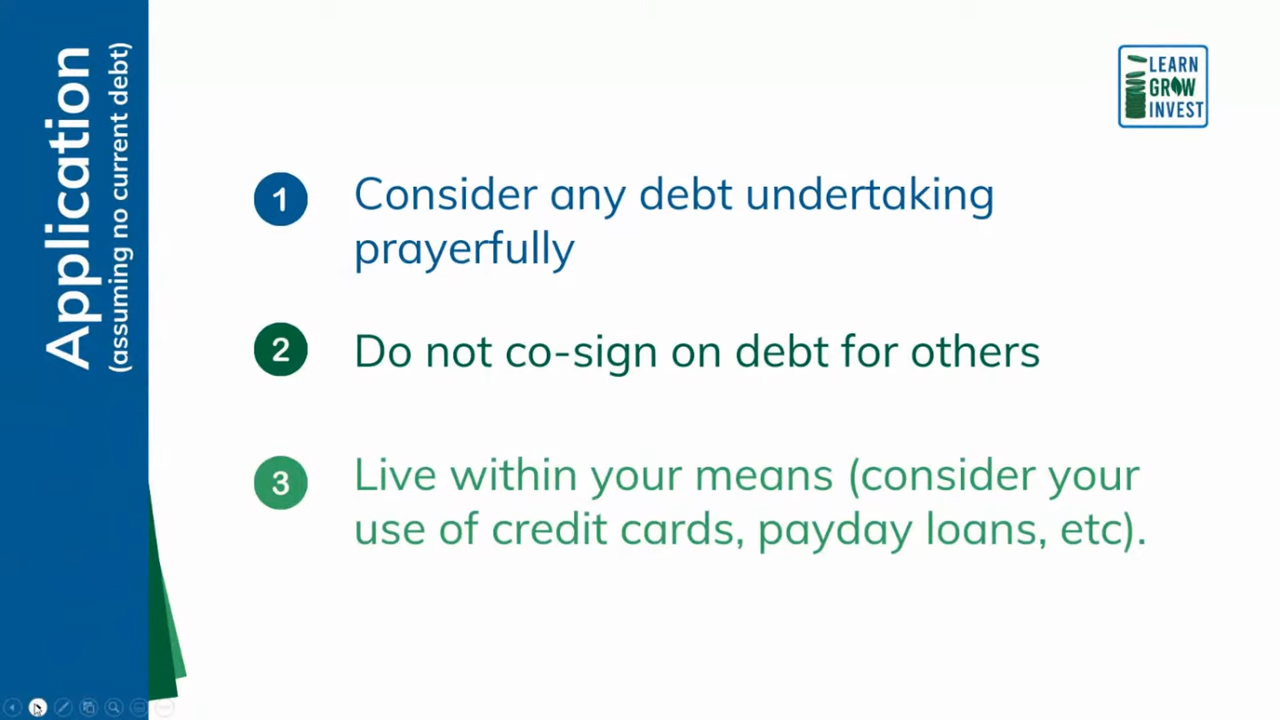 Application
(assuming no current debt)
LEARN
GROW
INVEST
1
Consider any debt undertaking
prayerfully
2
Do not co-sign on debt for others
3
Live within your means (consider your
use of credit cards, payday loans, etc).